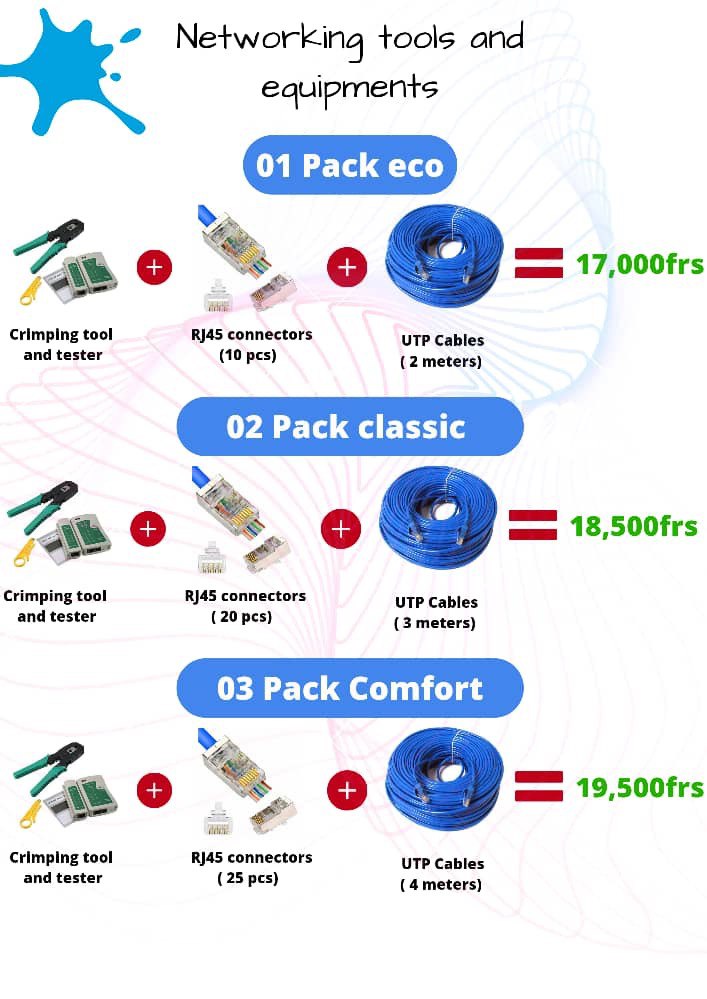 Networking tools and
equipments
01 Pack eco
+
+
=
17,000frs
Crimping tool
and tester
RJ45 connectors
(10 pcs)
UTP Cables
( 2 meters)
02 Pack classic
+
+
=
18,500frs
Crimping tool
and tester
RJ45 connectors
( 20 pcs)
UTP Cables
( 3 meters)
03 Pack Comfort
+
+
=
19,500frs
Crimping tool
and tester
RJ45 connectors
( 25 pcs)
UTP Cables
( 4 meters)